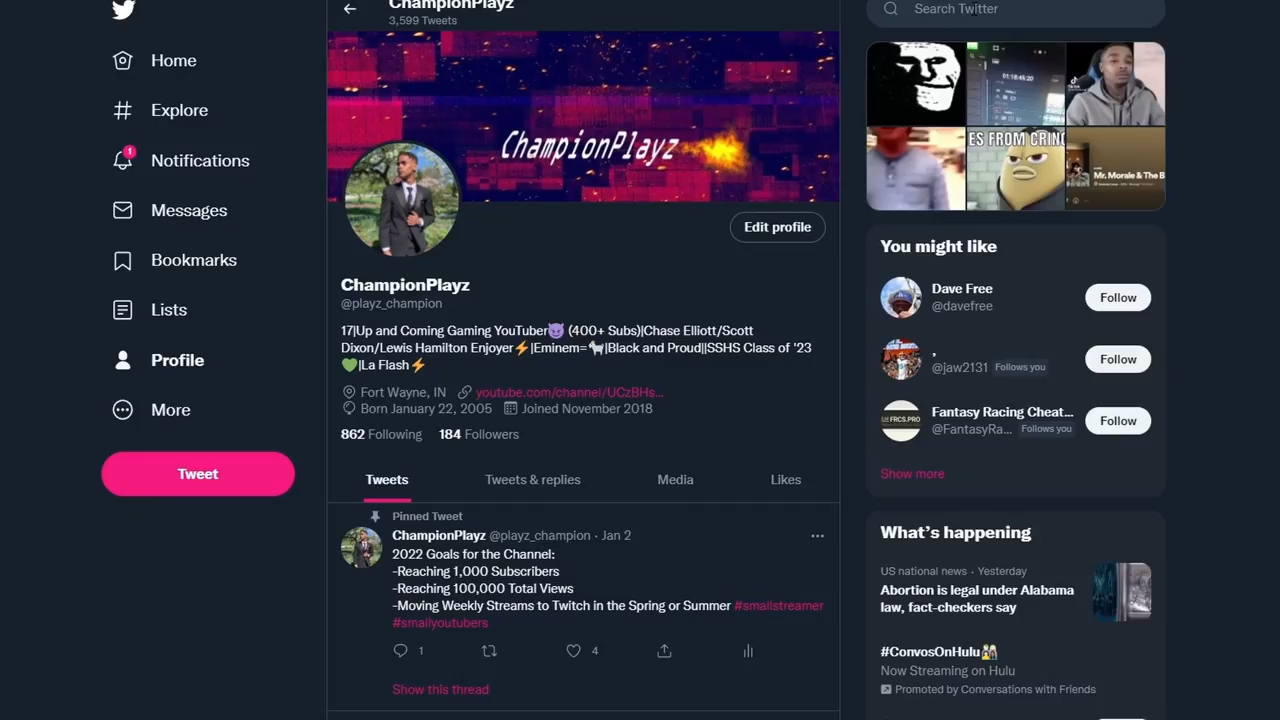 Home
Explore
1
Notifications
Messages
Bookmarks
Lists
Profile
More
Tweet
ChampionPlayz
3,599 Tweets
ChampionPlayz
Edit profile
ChampionPlayz
@playz_champion
17|Up and Coming Gaming YouTuber😈 (400+ Subs)|Chase Elliott/Scott
Dixon/Lewis Hamilton Enjoyer⚡|Eminem=🐐|Black and Proud||SSHS Class of '23
💚|La Flash⚡
Fort Wayne, IN youtube.com/channel/UCzBHs...
Born January 22, 2005 Joined November 2018
862 Following 184 Followers
Tweets Tweets & replies Media Likes
Pinned Tweet
ChampionPlayz @playz_champion · Jan 2
2022 Goals for the Channel:
-Reaching 1,000 Subscribers
-Reaching 100,000 Total Views
-Moving Weekly Streams to Twitch in the Spring or Summer #smallstreamer
#smallyoutubers
1 4
Show this thread
Search Twitter
01:18:45:20
TikTok
ES FROM CRING
Mr. Morale & The B
You might like
Dave Free
@davefree
Follow
,
@jaw2131 Follows you
Follow
FRCS.PRO
Fantasy Racing Cheat...
@FantasyRa... Follows you
Follow
Show more
What's happening
US national news · Yesterday
Abortion is legal under Alabama
law, fact-checkers say
#ConvosOnHulu
Now Streaming on Hulu
Promoted by Conversations with Friends